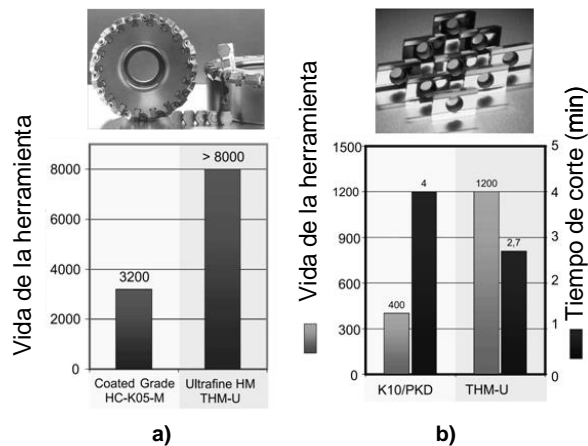 Vida de la herramienta
8000
6000
4000
2000
0
3200
> 8000
Coated Grade
HC-K05-M
Ultrafine HM
THM-U
a)
Vida de la herramienta
1500
1200
900
600
300
0
400
4
1200
2,7
5
4
3
2
1
0
Tiempo de corte (min)
K10/PKD
THM-U
b)